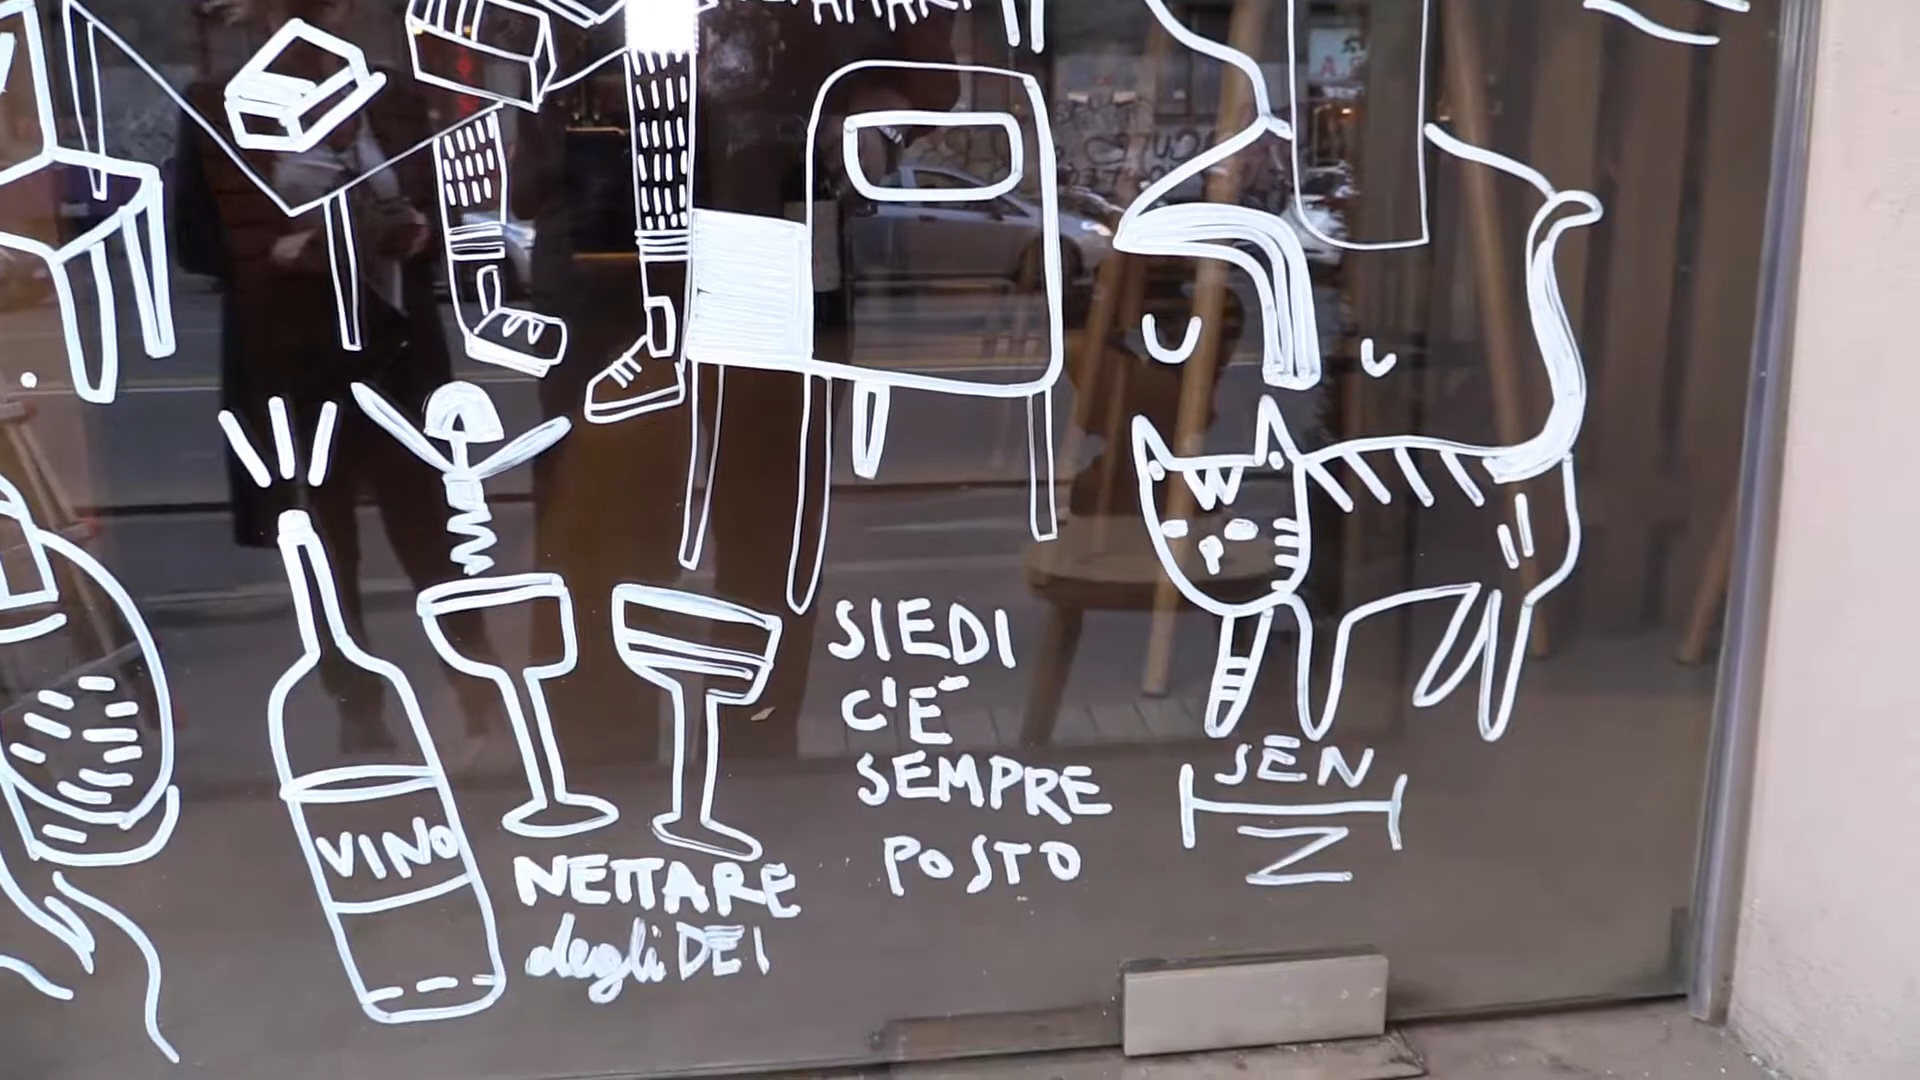 VINO
NETTARE
degli DEI
SIEDI
C'È
SEMPRE
POSTO
SEN
Z